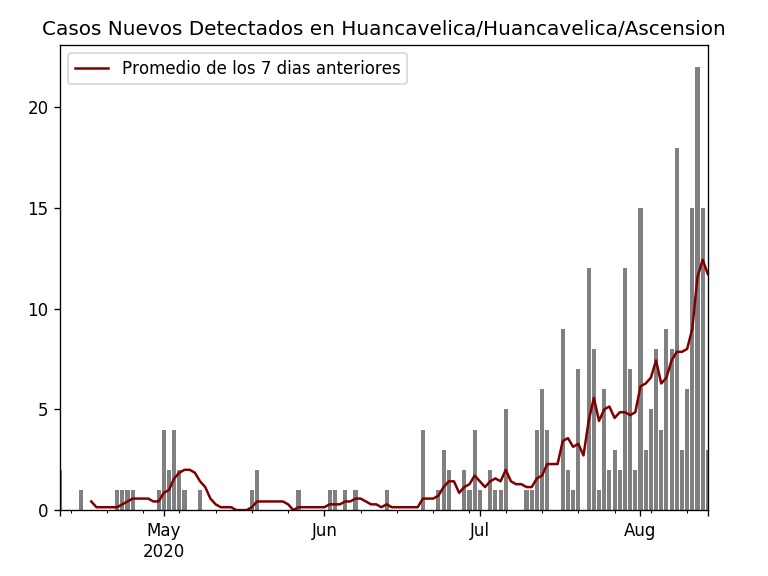 Casos Nuevos Detectados en Huancavelica/Huancavelica/Ascension
Promedio de los 7 dias anteriores
20
15
10
5
0
May
Jun
Jul
Aug
2020